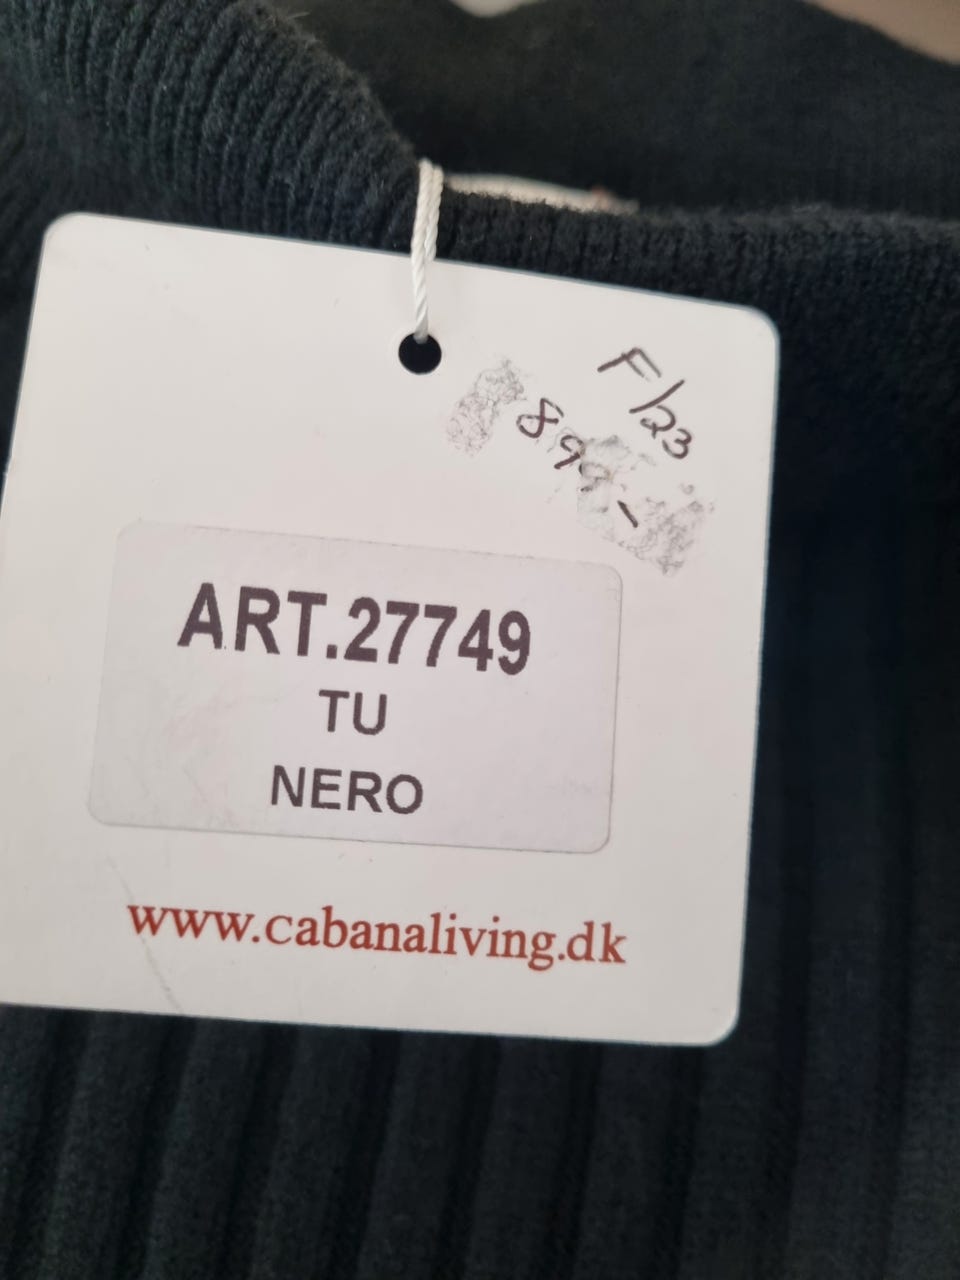 F/23
899,-
ART.27749
TU
NERO
www.cabanaliving.dk